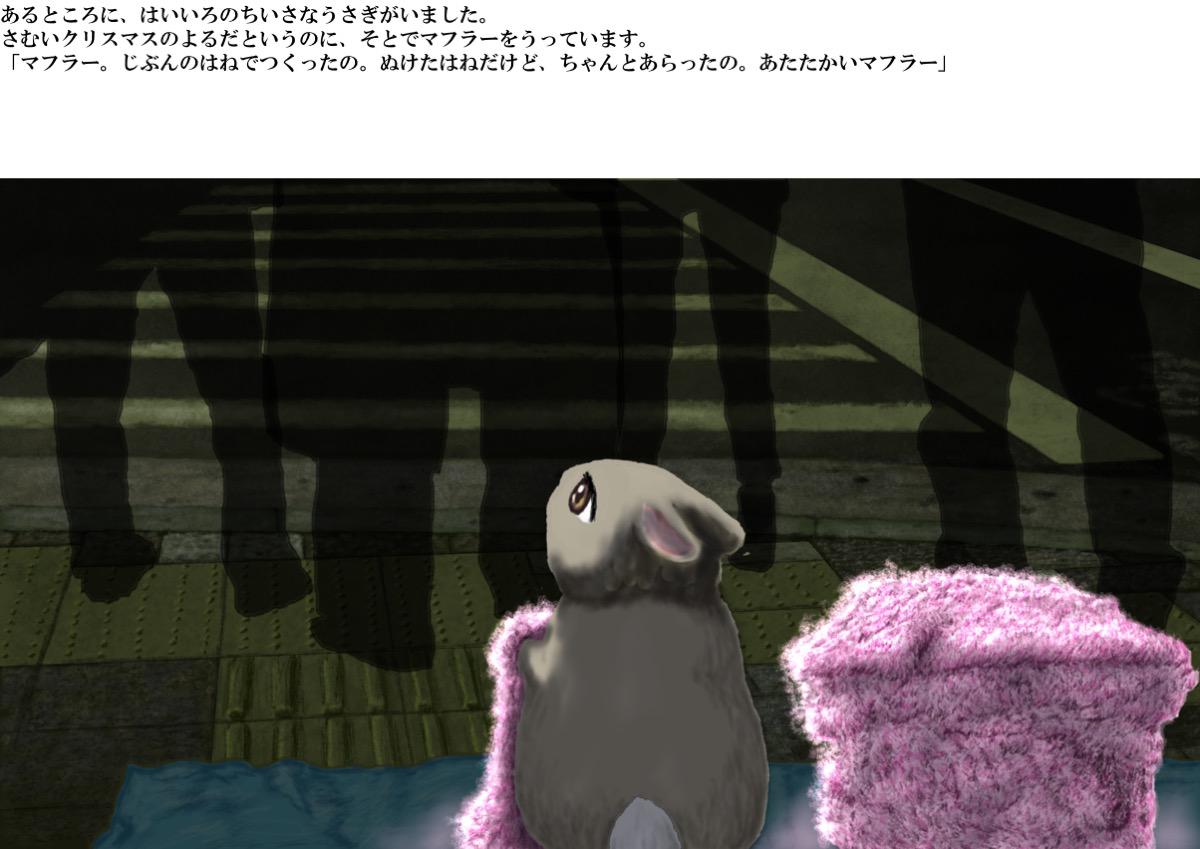 あるところに、はいいろのちいさなうさぎがいました。
さむいクリスマスのよるだというのに、そとでマフラーをうっています。
「マフラー。じぶんのはねでつくったの。ぬけたはねだけど、ちゃんとあらったの。あたたかいマフラー」